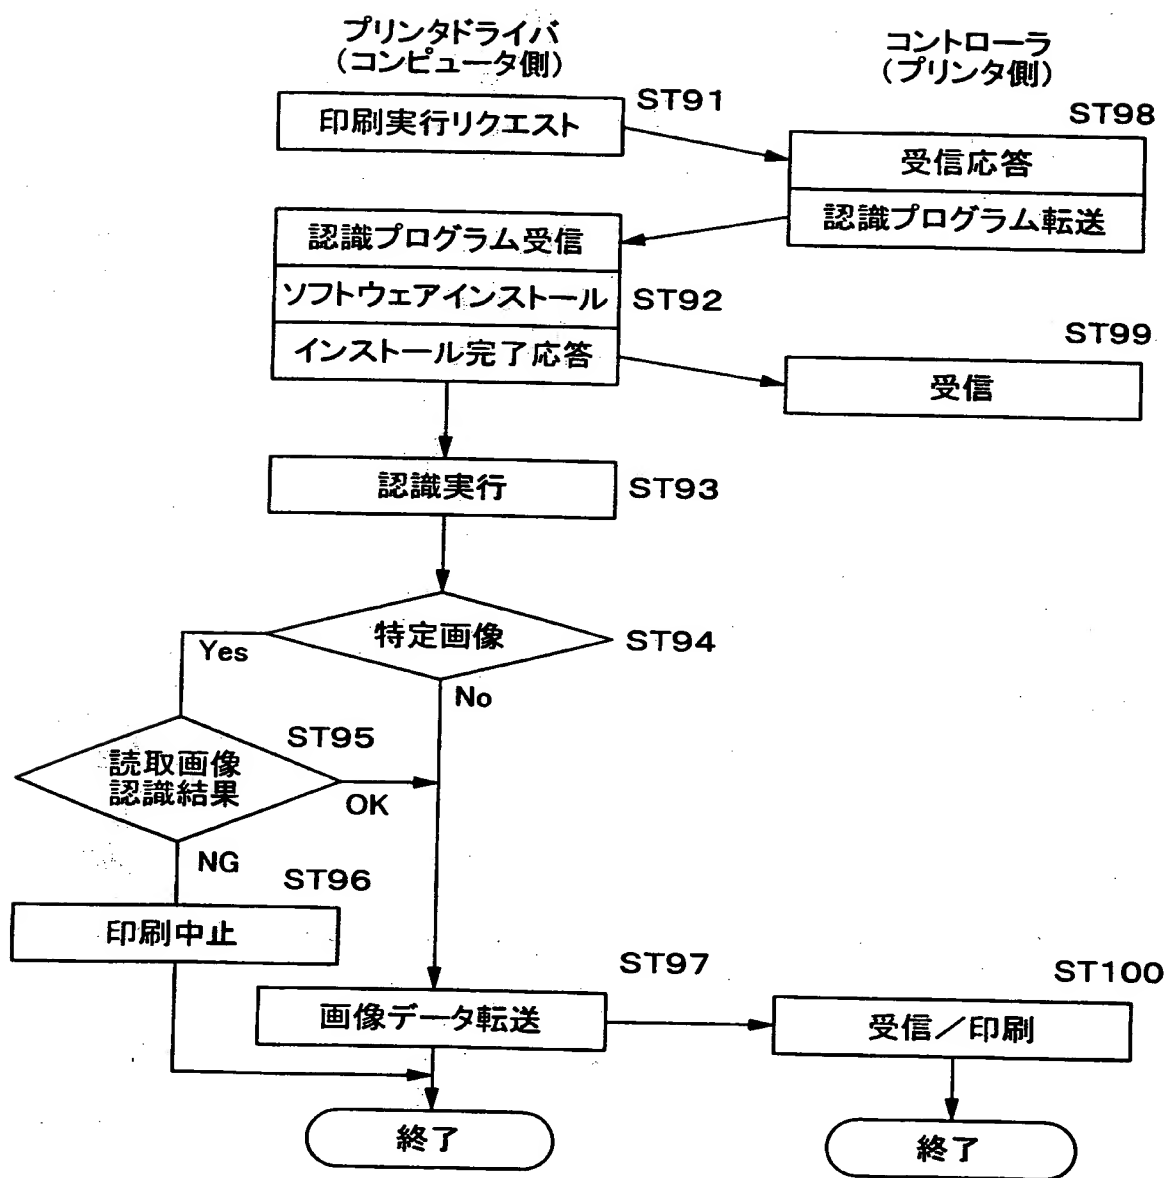 プリンタドライバ
(コンピュータ側)
コントローラ
(プリンタ側)
印刷実行リクエスト
ST91
ST98
受信応答
認識プログラム転送
認識プログラム受信
ソフトウェアインストール
ST92
インストール完了応答
ST99
受信
認識実行
ST93
特定画像
ST94
Yes
No
読取画像
認識結果
ST95
OK
NG
ST96
印刷中止
画像データ転送
ST97
ST100
受信／印刷
終了
終了